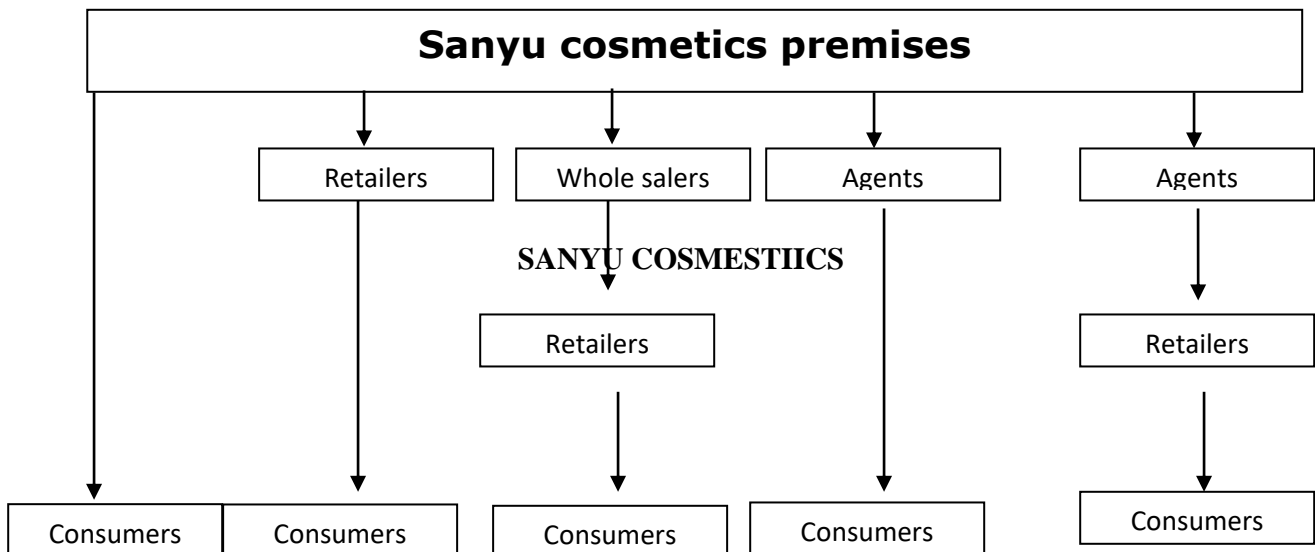 Sanyu cosmetics premises
Retailers
Whole salers
Agents
Agents
SANYU COSMESTIICS
Retailers
Retailers
Consumers
Consumers
Consumers
Consumers
Consumers